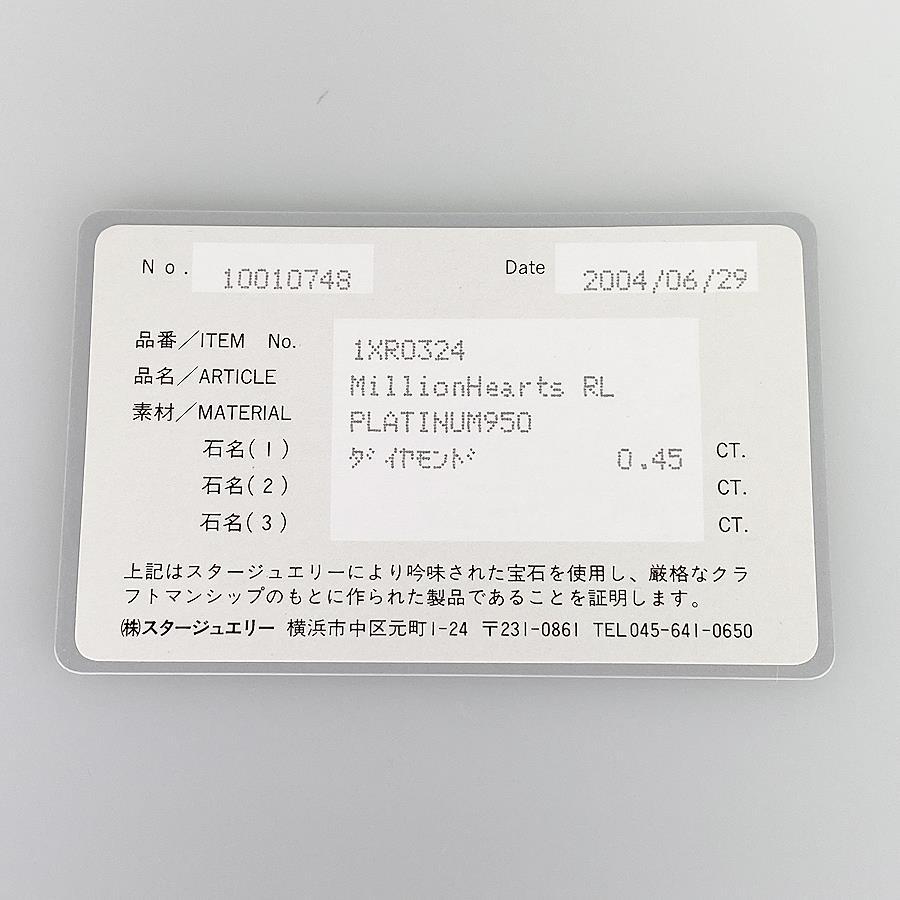 No. 10010748 Date 2004/06/29
品番／ITEM No. 1XR0324
品名／ARTICLE MillionHearts RL
素材／MATERIAL PLATINUM950
石名(1) ﾀﾞｲﾔﾓﾝﾄﾞ 0.45 CT.
石名(2) CT.
石名(3) CT.
上記はスタージュエリーにより吟味された宝石を使用し、厳格なクラ
フトマンシップのもとに作られた製品であることを証明します。
㈱スタージュエリー 横浜市中区元町1-24 〒231-0861 TEL045-641-0650